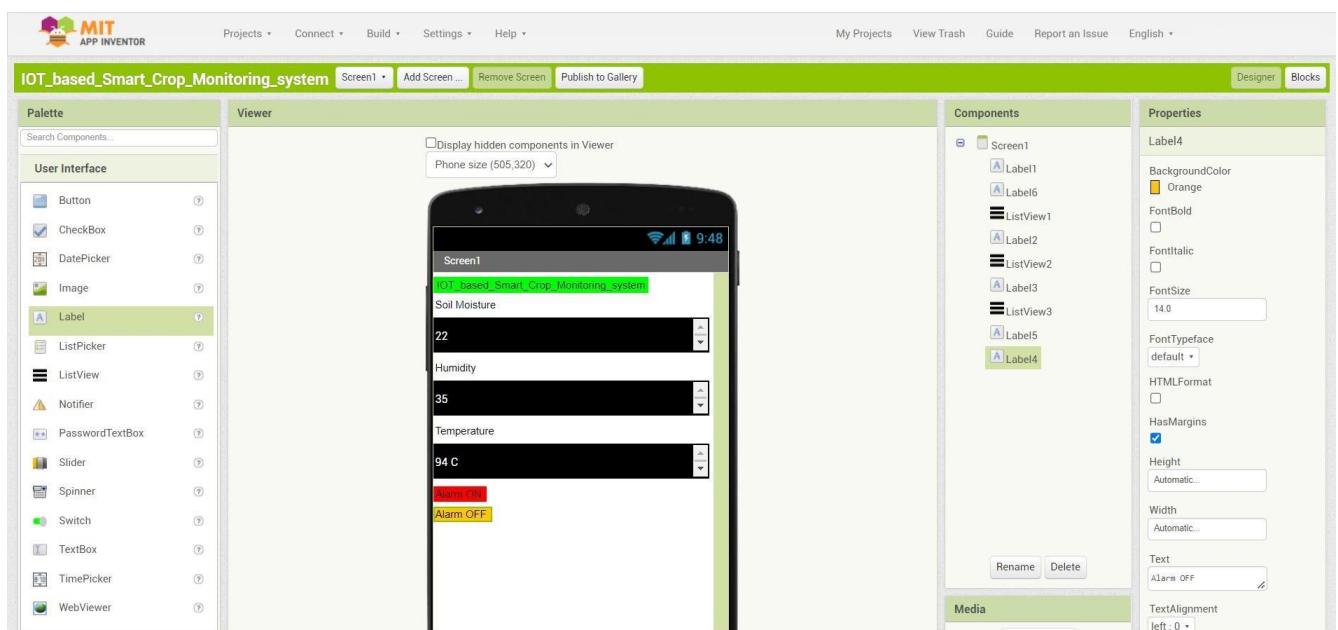 MIT
APP INVENTOR
Projects Connect Build Settings Help My Projects View Trash Guide Report an Issue English
IOT_based_Smart_Crop_Monitoring_system Screen1 Add Screen ... Remove Screen Publish to Gallery Designer Blocks
Palette
Search Components...
User Interface
Button
CheckBox
DatePicker
Image
Label
ListPicker
ListView
Notifier
PasswordTextBox
Slider
Spinner
Switch
TextBox
TimePicker
WebViewer
Viewer
Display hidden components in Viewer
Phone size (505,320)
9:48
Screen1
IOT_based_Smart_Crop_Monitoring_system
Soil Moisture
22
Humidity
35
Temperature
94 C
Alarm ON
Alarm OFF
Components
Screen1
Label1
Label6
ListView1
Label2
ListView2
Label3
ListView3
Label5
Label4
Rename Delete
Media
Properties
Label4
BackgroundColor
Orange
FontBold
FontItalic
FontSize
14.0
FontTypeface
default
HTMLFormat
HasMargins
Height
Automatic...
Width
Automatic...
Text
Alarm OFF
TextAlignment
left : 0